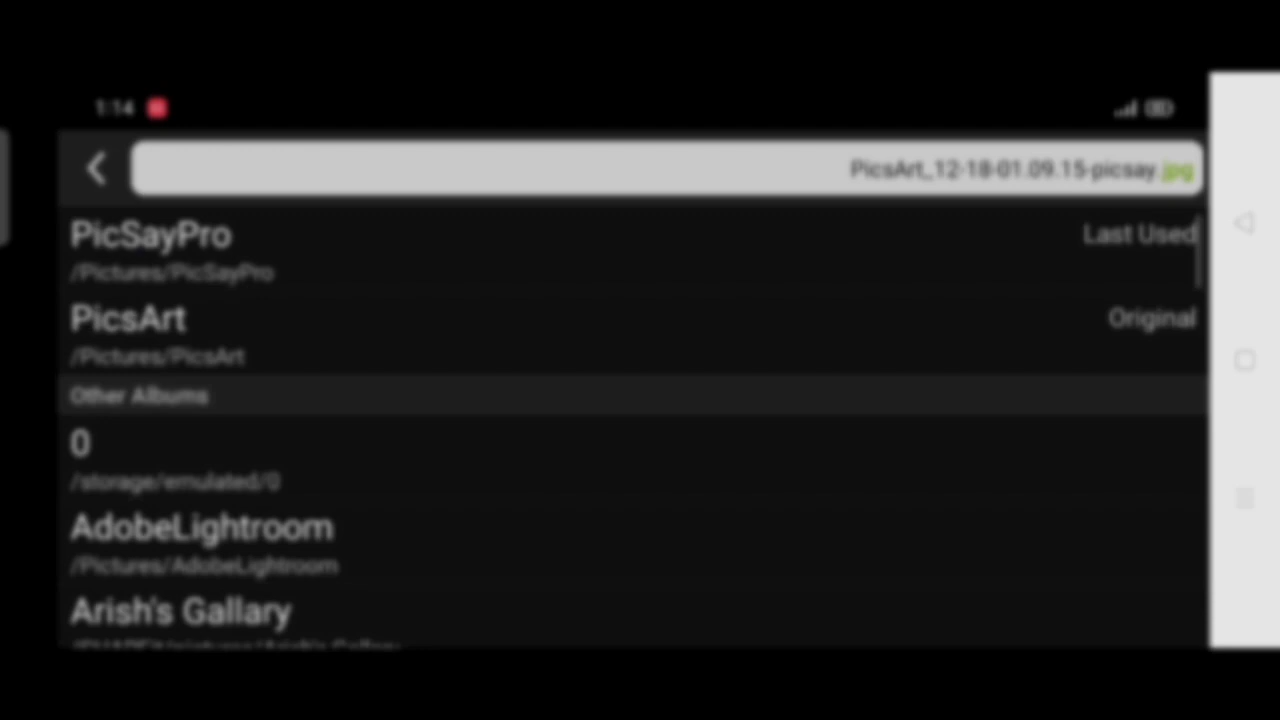 1:14
PicsArt_12-18-01.09.15-picsay.jpg
PicSayPro
Last Used
/Pictures/PicSayPro
PicsArt
Original
/Pictures/PicsArt
Other Albums
0
/storage/emulated/0
AdobeLightroom
/Pictures/AdobeLightroom
Arish's Gallary